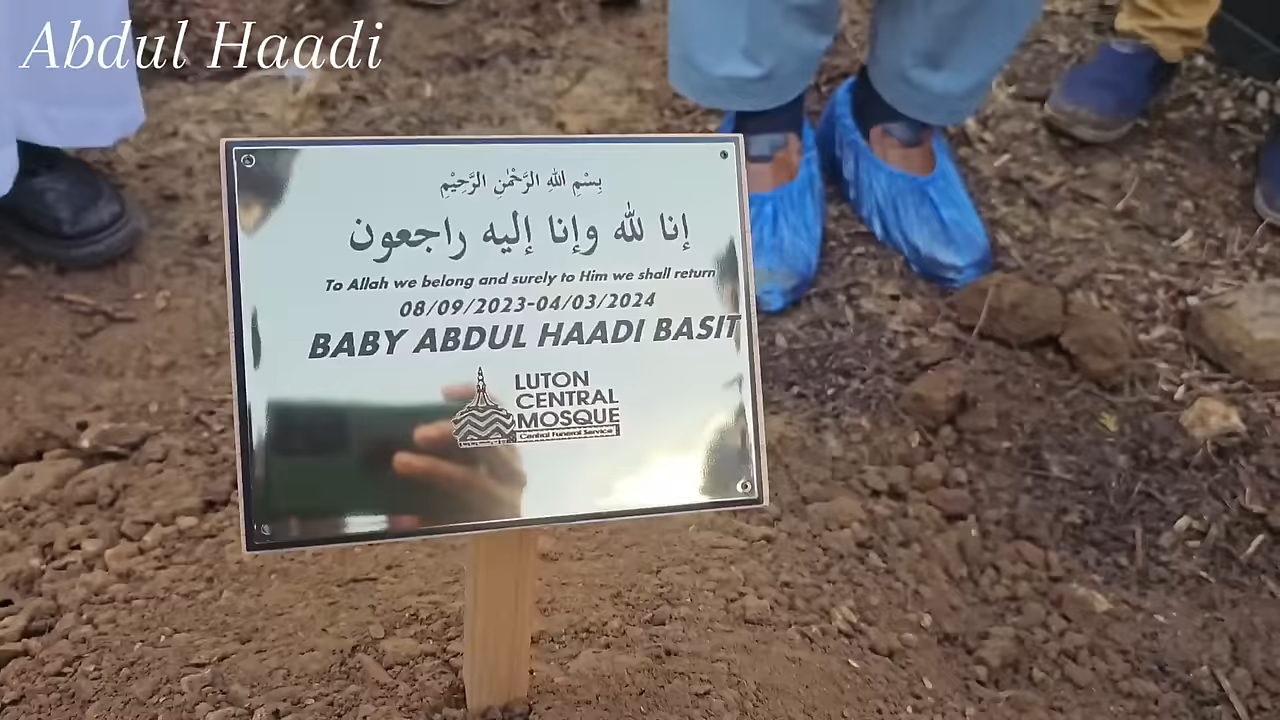 Abdul Haadi
بِسْمِ اللهِ الرَّحْمٰنِ الرَّحِيْمِ
إنا لله وإنا إليه راجعون
To Allah we belong and surely to Him we shall return
08/09/2023-04/03/2024
BABY ABDUL HAADI BASIT
LUTON
CENTRAL
MOSQUE
Central Funeral Service